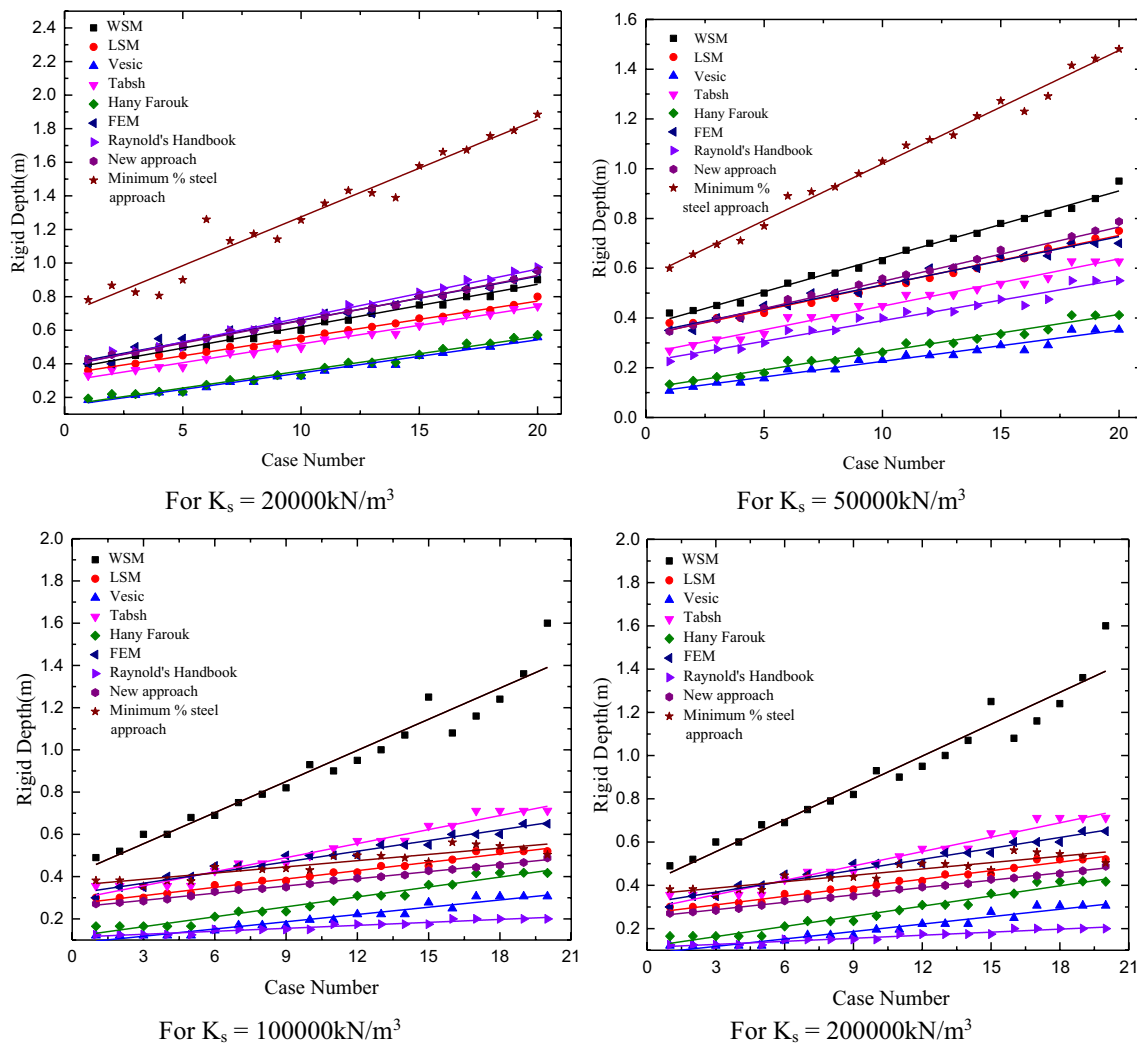 2.4
2.2
2.0
1.8
1.6
1.4
1.2
1.0
0.8
0.6
0.4
0.2
Rigid Depth(m)
WSM
LSM
Vesic
Tabsh
Hany Farouk
FEM
Raynold's Handbook
New approach
Minimum % steel
approach
0 5 10 15 20
Case Number
For Ks = 20000kN/m³
1.6
1.4
1.2
1.0
0.8
0.6
0.4
0.2
0.0
Rigid Depth(m)
WSM
LSM
Vesic
Tabsh
Hany Farouk
FEM
Raynold's Handbook
New approach
Minimum %
steel approach
0 5 10 15 20
Case Number
For Ks = 50000kN/m³
2.0
1.8
1.6
1.4
1.2
1.0
0.8
0.6
0.4
0.2
Rigid Depth(m)
WSM
LSM
Vesic
Tabsh
Hany Farouk
FEM
Raynold's Handbook
New approach
Minimum % steel
approach
0 3 6 9 12 15 18 21
Case Number
For Ks = 100000kN/m³
2.0
1.8
1.6
1.4
1.2
1.0
0.8
0.6
0.4
0.2
Rigid Depth(m)
WSM
LSM
Vesic
Tabsh
Hany Farouk
FEM
Raynold's Handbook
New approach
Minimum % steel
approach
0 3 6 9 12 15 18 21
Case Number
For Ks = 200000kN/m³